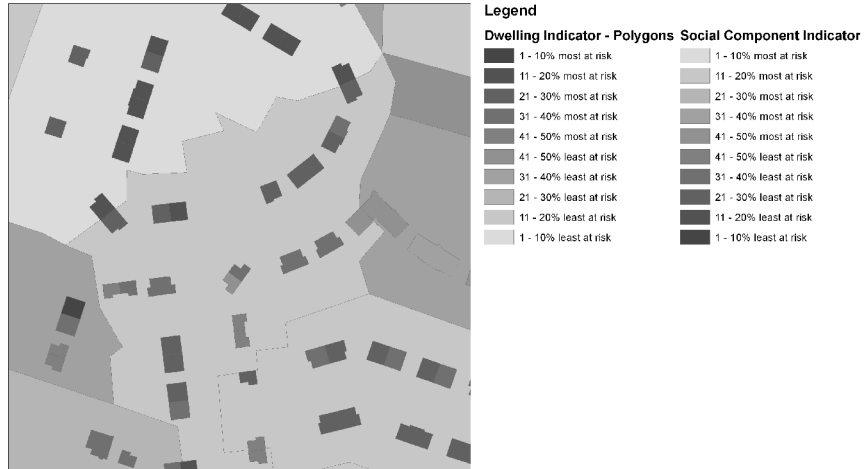 Legend
Dwelling Indicator - Polygons
1 - 10% most at risk
11 - 20% most at risk
21 - 30% most at risk
31 - 40% most at risk
41 - 50% most at risk
41 - 50% least at risk
31 - 40% least at risk
21 - 30% least at risk
11 - 20% least at risk
1 - 10% least at risk
Social Component Indicator
1 - 10% most at risk
11 - 20% most at risk
21 - 30% most at risk
31 - 40% most at risk
41 - 50% most at risk
41 - 50% least at risk
31 - 40% least at risk
21 - 30% least at risk
11 - 20% least at risk
1 - 10% least at risk